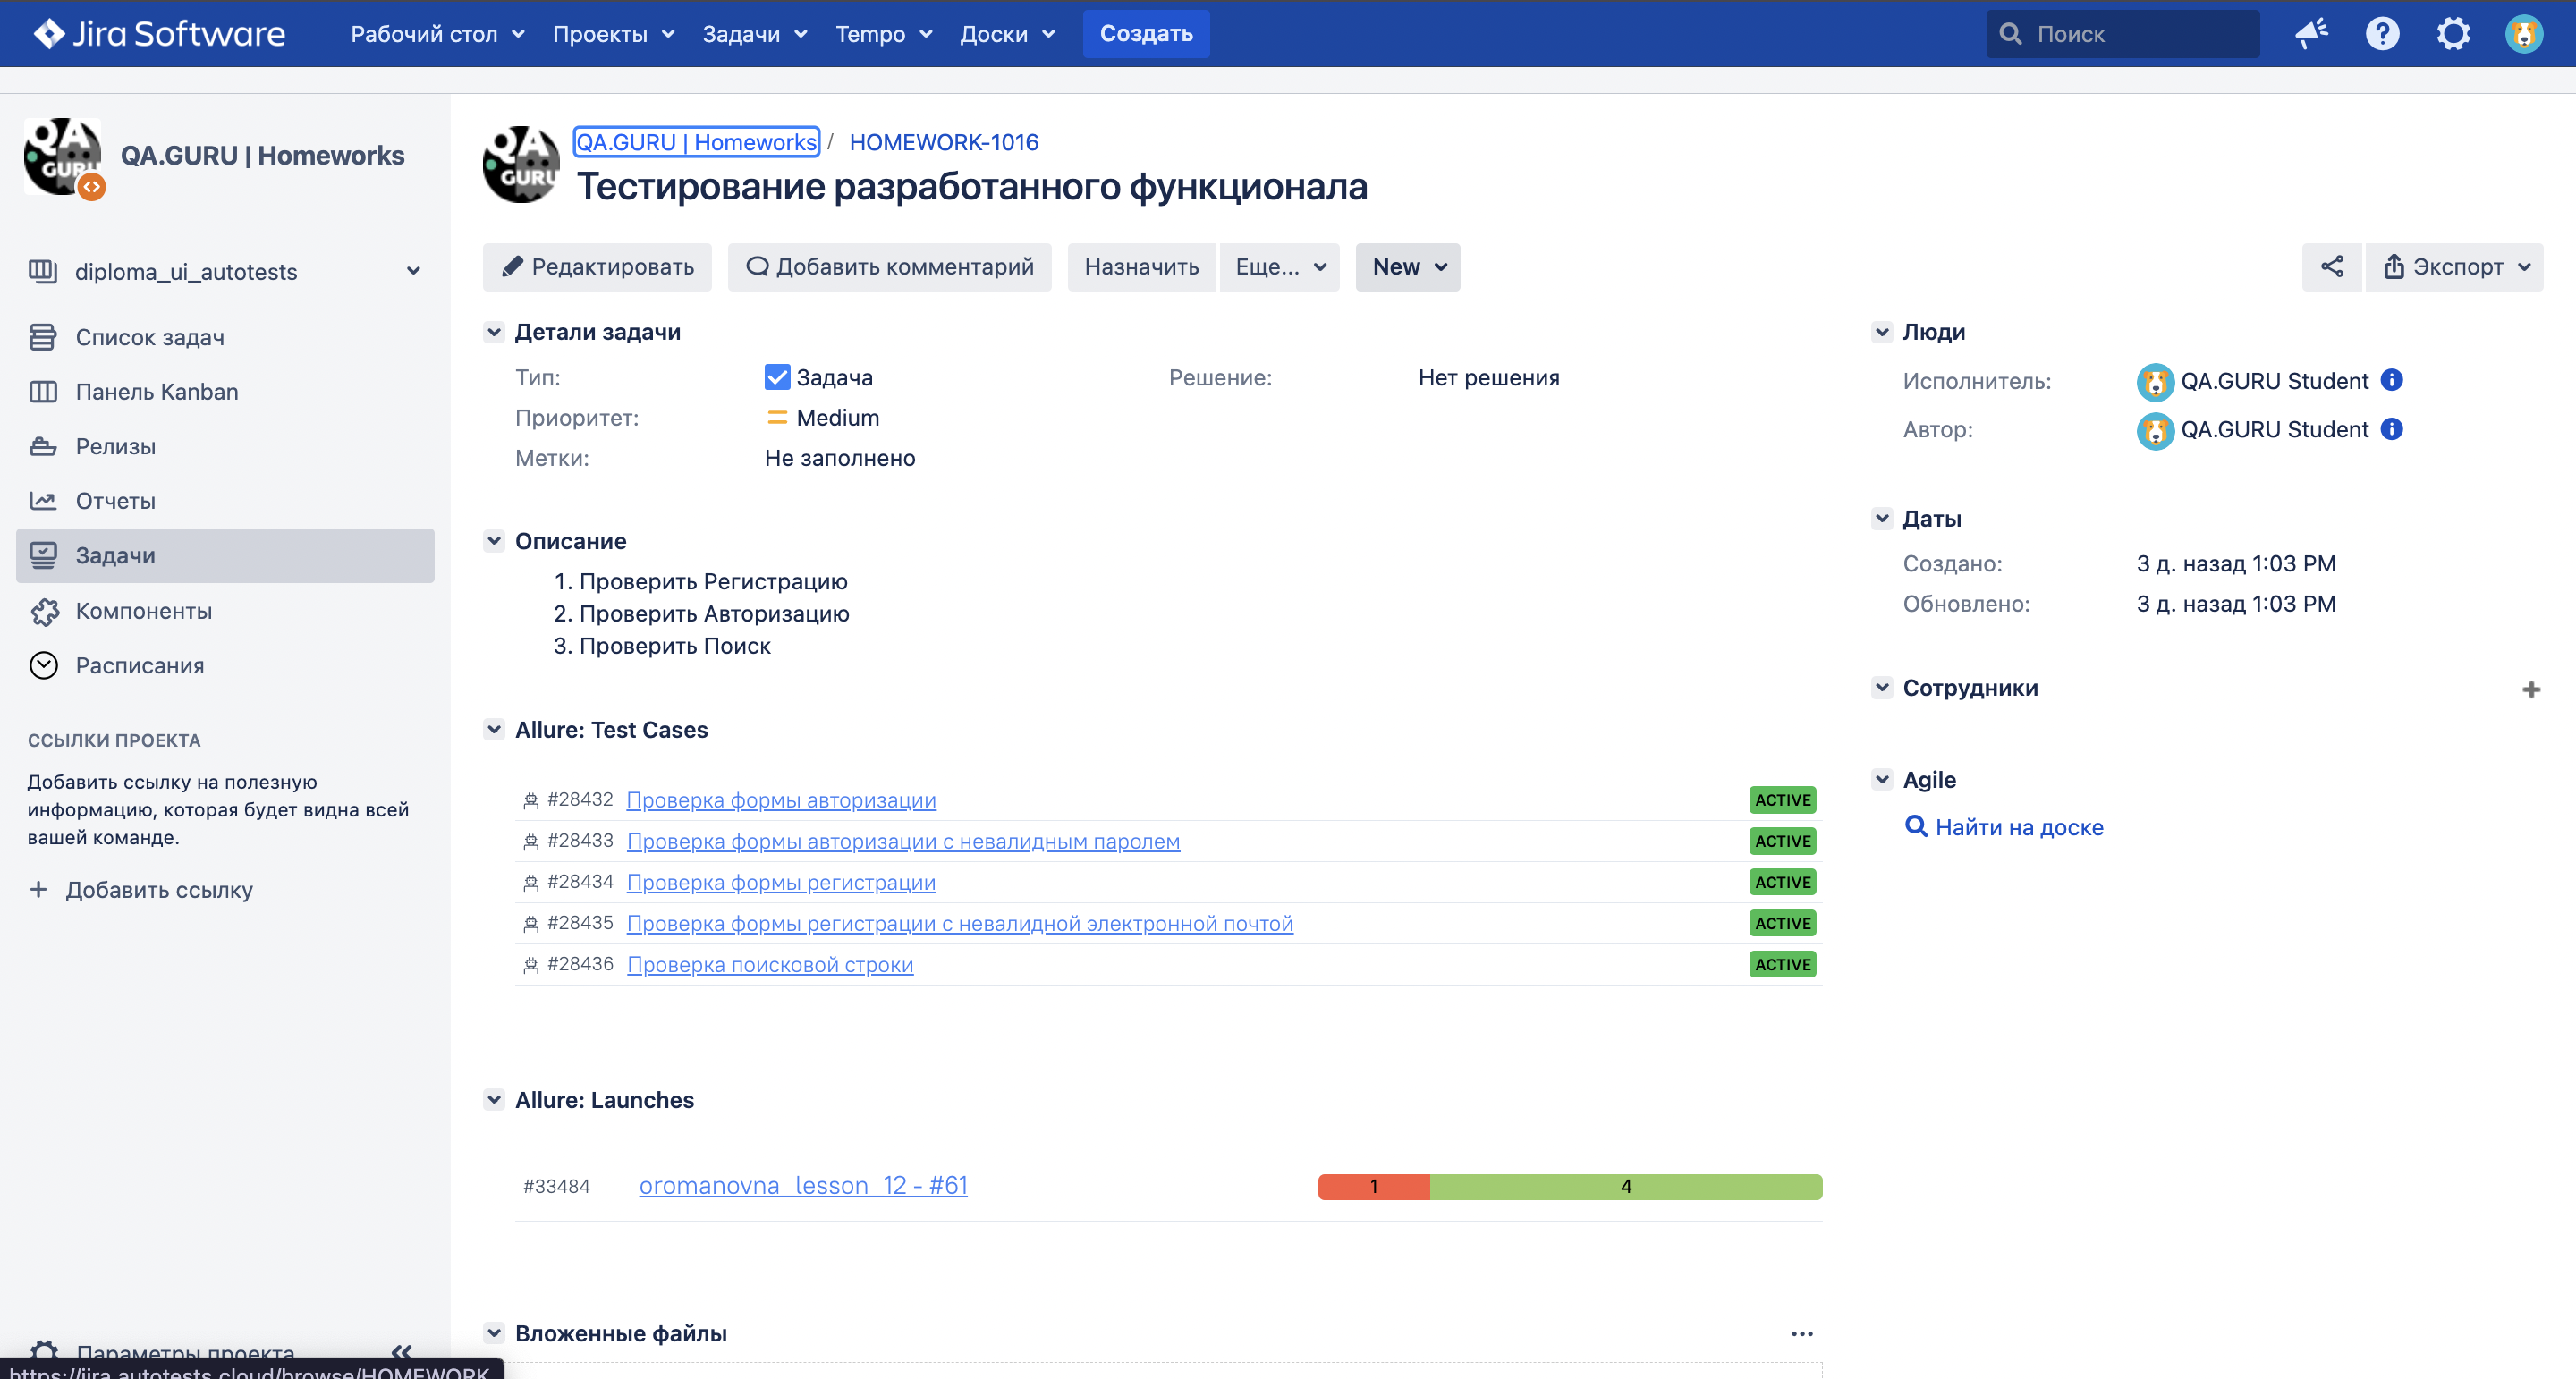 Jira Software
Рабочий стол
Проекты
Задачи
Tempo
Доски
Создать
Поиск
QA GURU
QA.GURU | Homeworks
diploma_ui_autotests
Список задач
Панель Kanban
Релизы
Отчеты
Задачи
Компоненты
Расписания
ССЫЛКИ ПРОЕКТА
Добавить ссылку на полезную
информацию, которая будет видна всей
вашей команде.
+ Добавить ссылку
Параметры проекта
https://jira.autotests.cloud/browse/HOMEWORK
QA GURU
QA.GURU | Homeworks / HOMEWORK-1016
Тестирование разработанного функционала
Редактировать
Добавить комментарий
Назначить
Еще...
New
Экспорт
Детали задачи
Тип: Задача
Решение: Нет решения
Приоритет: Medium
Метки: Не заполнено
Описание
1. Проверить Регистрацию
2. Проверить Авторизацию
3. Проверить Поиск
Allure: Test Cases
#28432 Проверка формы авторизации ACTIVE
#28433 Проверка формы авторизации с невалидным паролем ACTIVE
#28434 Проверка формы регистрации ACTIVE
#28435 Проверка формы регистрации с невалидной электронной почтой ACTIVE
#28436 Проверка поисковой строки ACTIVE
Allure: Launches
#33484 oromanovna_lesson_12 - #61 1 4
Вложенные файлы
Люди
Исполнитель: QA.GURU Student
Автор: QA.GURU Student
Даты
Создано: 3 д. назад 1:03 PM
Обновлено: 3 д. назад 1:03 PM
Сотрудники
Agile
Найти на доске